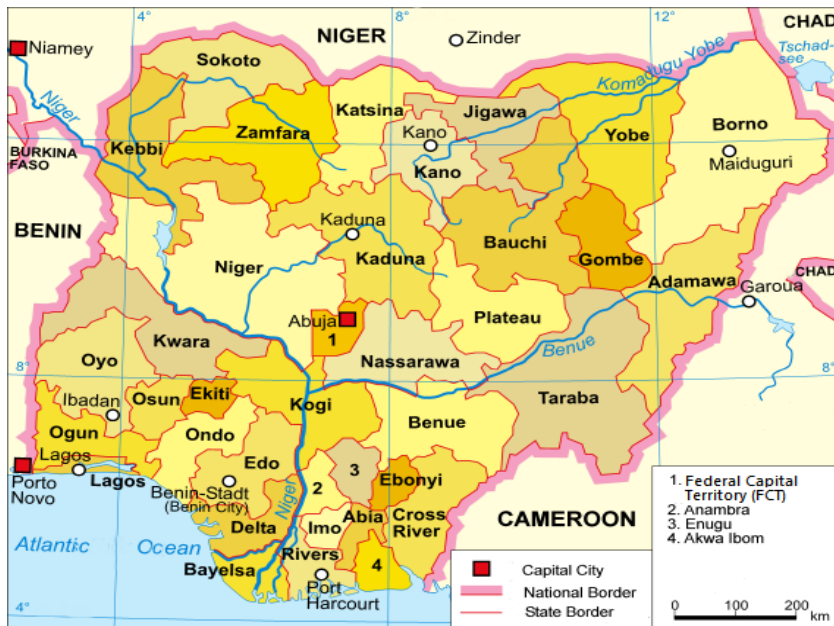 4°
8°
12°
NIGER
CHAD
Niamey
Zinder
Sokoto
Tschad-
see
Komadugu Yobe
Katsina
Jigawa
Niger
Zamfara
Kano
Yobe
Borno
Kebbi
BURKINA
FASO
Kano
Maiduguri
BENIN
Kaduna
Bauchi
Gombe
Niger
Kaduna
Adamawa
CHAD
Garoua
Abuja
1
Plateau
Kwara
Benue
Oyo
Nassarawa
8°
8°
Ibadan
Osun
Ekiti
Kogi
Taraba
Benue
Ogun
Ondo
Lagos
Lagos
Edo
3
Ebonyi
Porto
Novo
Benin-Stadt
(Benin City)
Niger
2
Delta
Imo
Abia
Cross
River
CAMEROON
Atlantic Ocean
Rivers
4
Bayelsa
Port
Harcourt
4°
1. Federal Capital
Territory (FCT)
2. Anambra
3. Enugu
4. Akwa Ibom
Capital City
National Border
State Border
0 100 200
km